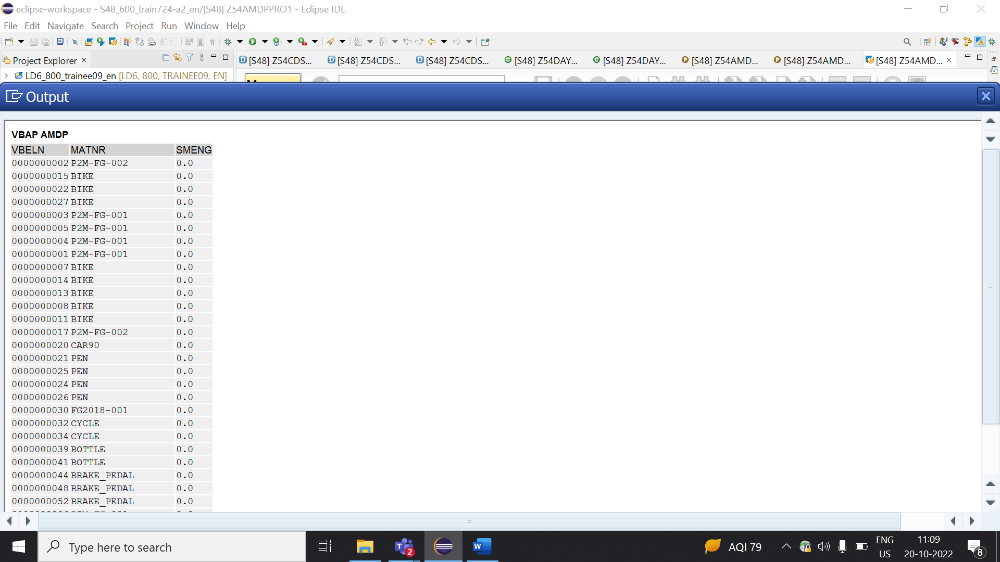 eclipse-workspace - S48_600_train724-a2_en/[S48] Z54AMDPPRO1 - Eclipse IDE
File Edit Navigate Search Project Run Window Help
Project Explorer
[S48] Z54CDS...
[S48] Z54CDS...
[S48] Z54CDS...
[S48] Z54DAY...
[S48] Z54DAY...
[S48] Z54AMD...
[S48] Z54AMD...
[S48] Z54AMD...
LD6_800_trainee09_en [LD6, 800, TRAINEE09, EN]
Output
VBAP AMDP
VBELN MATNR SMENG
0000000002 P2M-FG-002 0.0
0000000015 BIKE 0.0
0000000022 BIKE 0.0
0000000027 BIKE 0.0
0000000003 P2M-FG-001 0.0
0000000005 P2M-FG-001 0.0
0000000004 P2M-FG-001 0.0
0000000001 P2M-FG-001 0.0
0000000007 BIKE 0.0
0000000014 BIKE 0.0
0000000013 BIKE 0.0
0000000008 BIKE 0.0
0000000011 BIKE 0.0
0000000017 P2M-FG-002 0.0
0000000020 CAR90 0.0
0000000021 PEN 0.0
0000000025 PEN 0.0
0000000024 PEN 0.0
0000000026 PEN 0.0
0000000030 FG2018-001 0.0
0000000032 CYCLE 0.0
0000000034 CYCLE 0.0
0000000039 BOTTLE 0.0
0000000041 BOTTLE 0.0
0000000044 BRAKE_PEDAL 0.0
0000000048 BRAKE_PEDAL 0.0
0000000052 BRAKE_PEDAL 0.0
Type here to search
2
AQI 79
ENG
US
11:09
20-10-2022
8